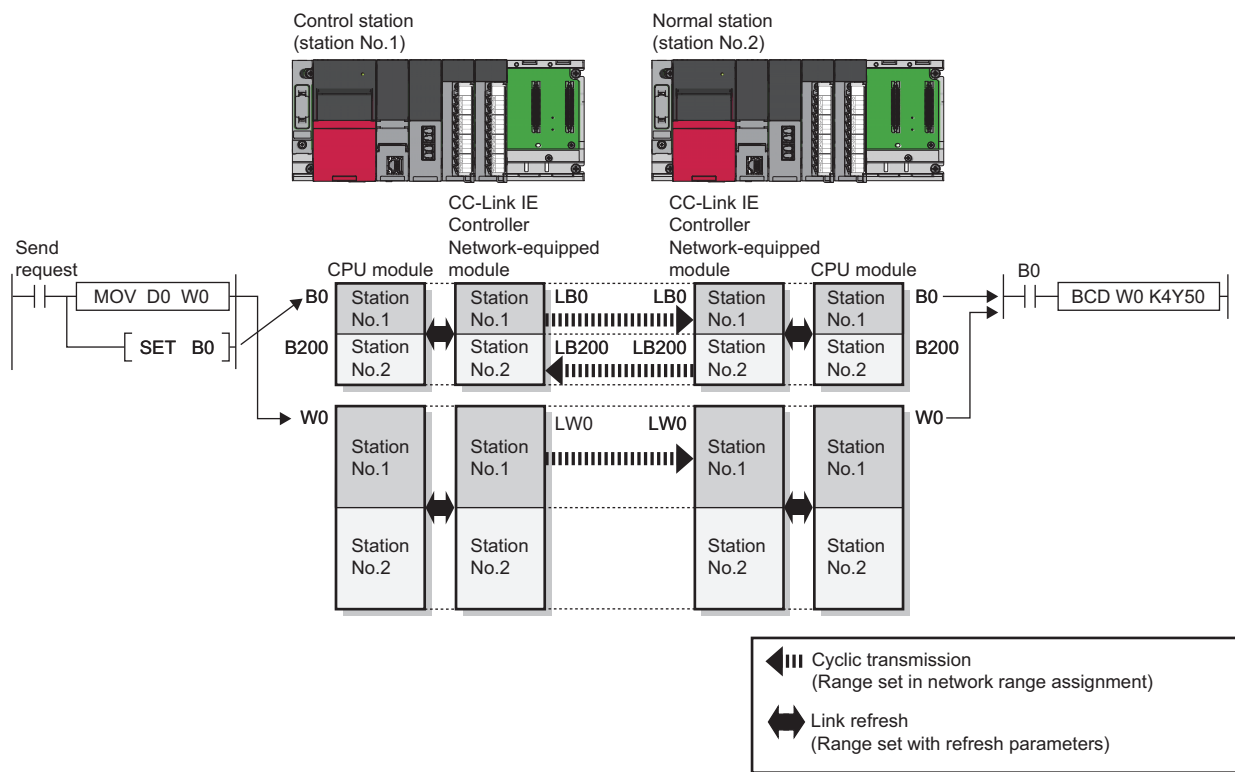 Control station
(station No.1)
Normal station
(station No.2)
CC-Link IE
Controller
Network-equipped
module
CC-Link IE
Controller
Network-equipped
module
Send
request
CPU module
CPU module
MOV D0 W0
SET B0
B0
Station
No.1
Station
No.1
LB0
LB0
Station
No.1
Station
No.1
B0
B0
BCD W0 K4Y50
B200
Station
No.2
Station
No.2
LB200
LB200
Station
No.2
Station
No.2
B200
W0
Station
No.1
Station
No.1
LW0
LW0
Station
No.1
Station
No.1
W0
Station
No.2
Station
No.2
Station
No.2
Station
No.2
Cyclic transmission
(Range set in network range assignment)
Link refresh
(Range set with refresh parameters)